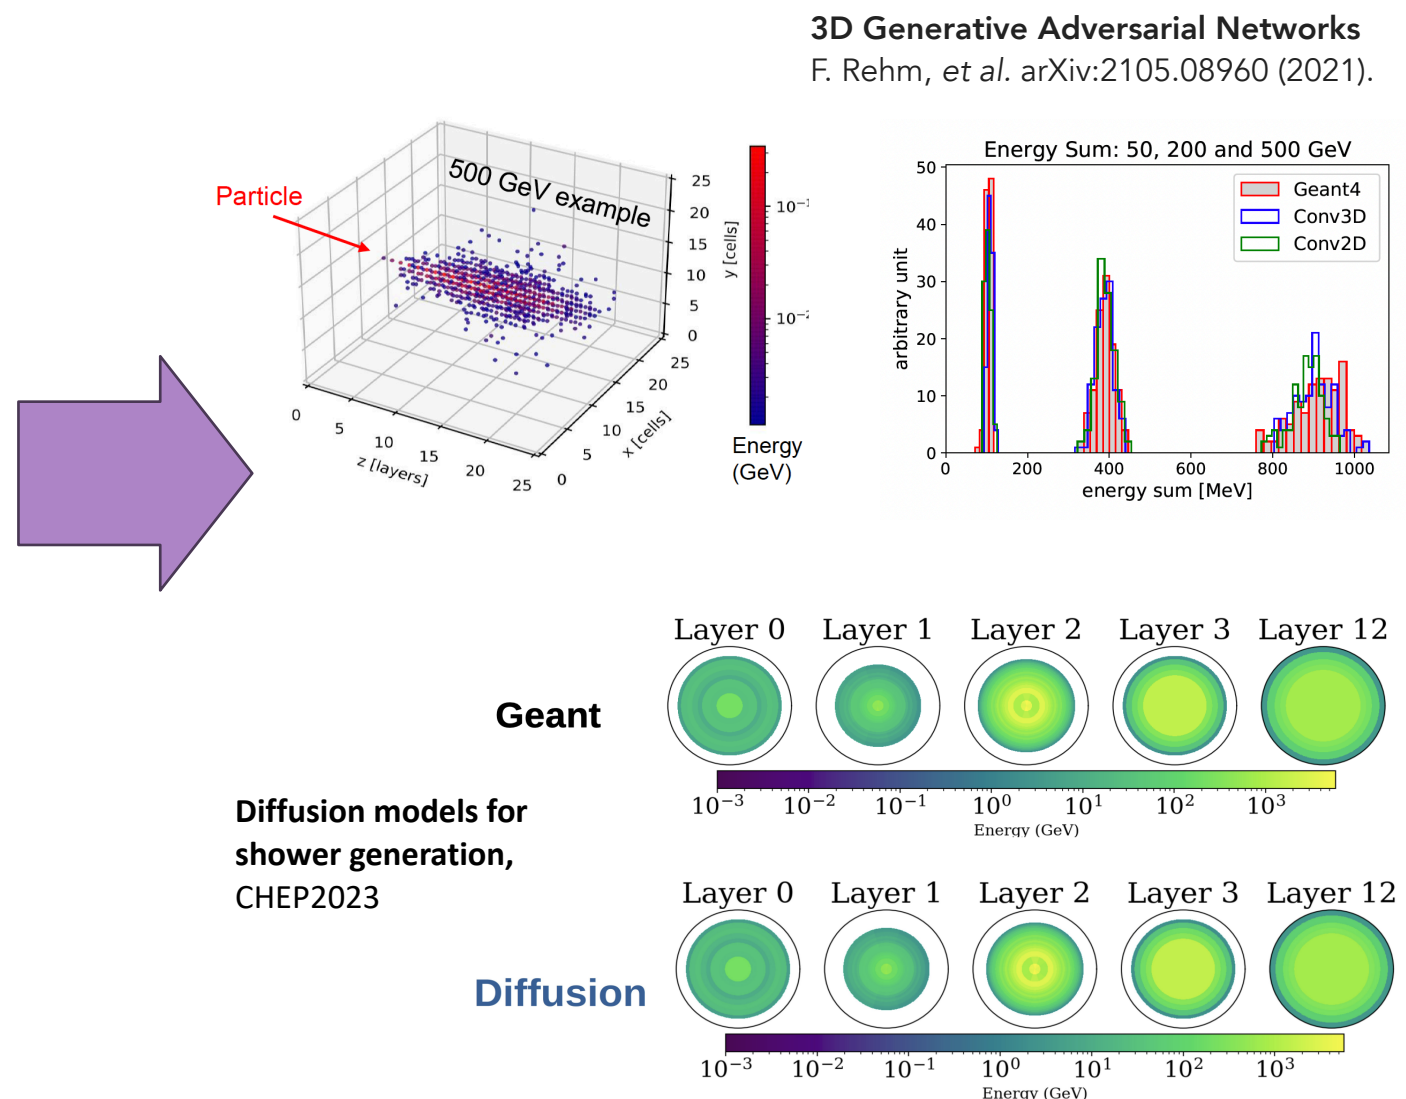 3D Generative Adversarial Networks
F. Rehm, et al. arXiv:2105.08960 (2021).
Particle
500 GeV example
25
20
15
10
5
0
y [cells]
0
5
10
15
20
25
z [layers]
0
5
10
15
20
25
x [cells]
10⁻¹
10⁻²
Energy
(GeV)
Energy Sum: 50, 200 and 500 GeV
Geant4
Conv3D
Conv2D
50
40
30
20
10
0
arbitrary unit
0 200 400 600 800 1000
energy sum [MeV]
Layer 0 Layer 1 Layer 2 Layer 3 Layer 12
Geant
10⁻³ 10⁻² 10⁻¹ 10⁰ 10¹ 10² 10³
Energy (GeV)
Diffusion models for
shower generation,
CHEP2023
Layer 0 Layer 1 Layer 2 Layer 3 Layer 12
Diffusion
10⁻³ 10⁻² 10⁻¹ 10⁰ 10¹ 10² 10³
Energy (GeV)